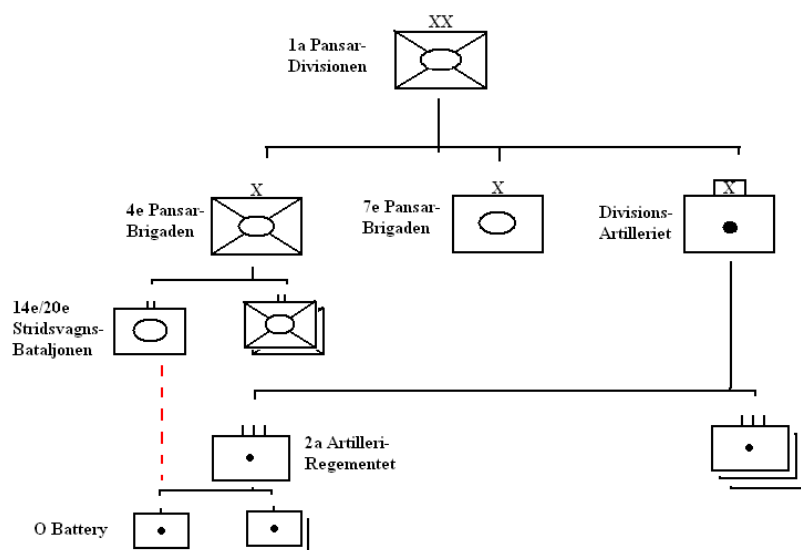 XX
1a Pansar-
Divisionen
X
4e Pansar-
Brigaden
X
7e Pansar-
Brigaden
X
Divisions-
Artilleriet
14e/20e
Stridsvagns-
Bataljonen
2a Artilleri-
Regementet
O Battery